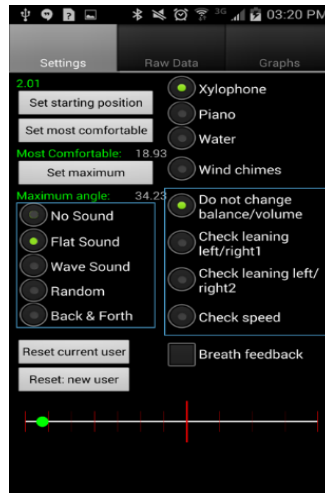 3G 03:20 PM
Settings Raw Data Graphs
2.01
Set starting position
Set most comfortable
Most Comfortable: 18.93
Set maximum
Maximum angle: 34.23
No Sound
Flat Sound
Wave Sound
Random
Back & Forth
Reset current user
Reset: new user
Xylophone
Piano
Water
Wind chimes
Do not change
balance/volume
Check leaning
left/right1
Check leaning left/
right2
Check speed
Breath feedback